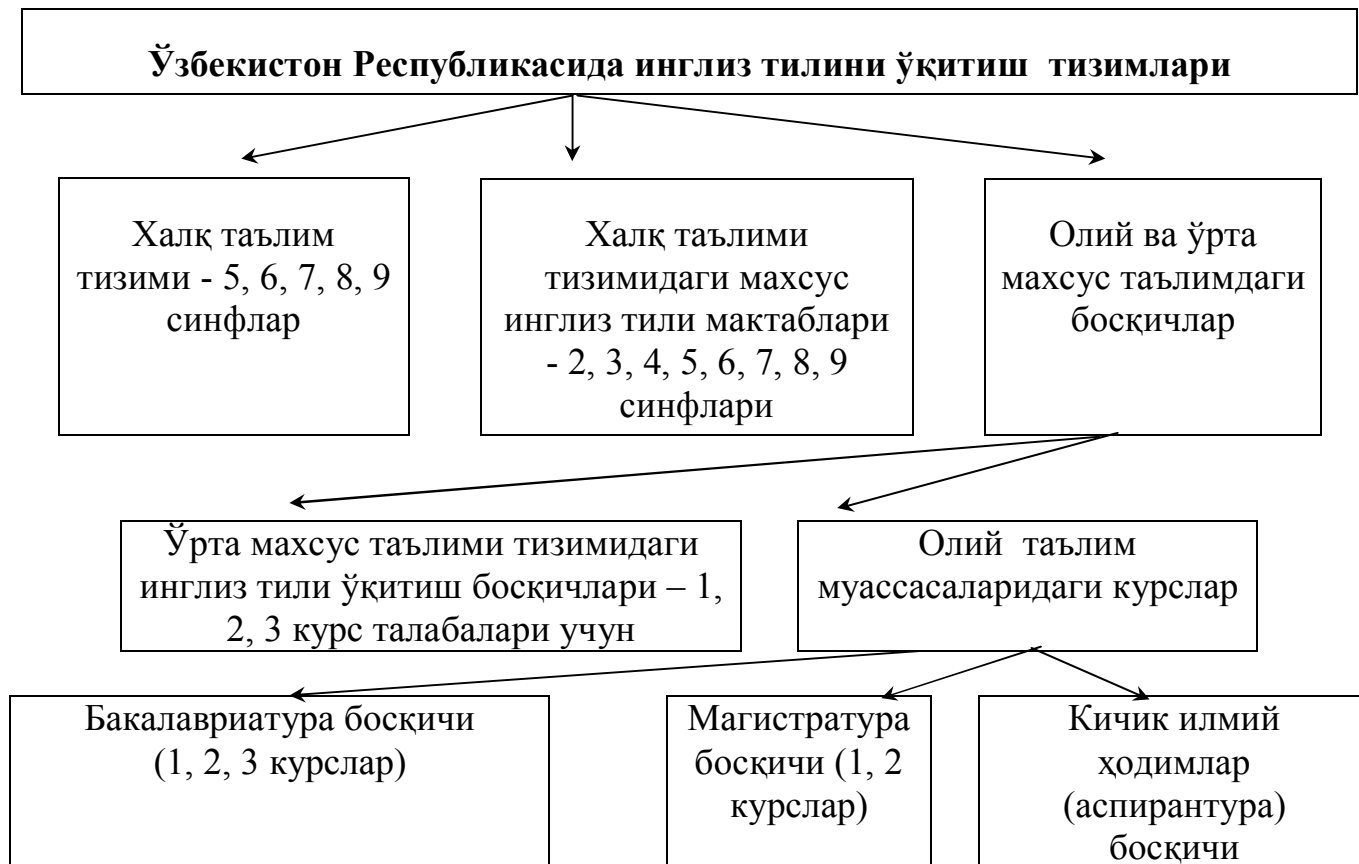 Ўзбекистон Республикасида инглиз тилини ўқитиш тизимлари
Халқ таълим
тизими - 5, 6, 7, 8, 9
синфлар
Халқ таълими
тизимидаги махсус
инглиз тили мактаблари
- 2, 3, 4, 5, 6, 7, 8, 9
синфлари
Олий ва ўрта
махсус таълимдаги
босқичлар
Ўрта махсус таълими тизимидаги
инглиз тили ўқитиш босқичлари – 1,
2, 3 курс талабалари учун
Олий таълим
муассасаларидаги курслар
Бакалавриатура босқичи
(1, 2, 3 курслар)
Магистратура
босқичи (1, 2
курслар)
Кичик илмий
ҳодимлар
(аспирантура)
босқичи